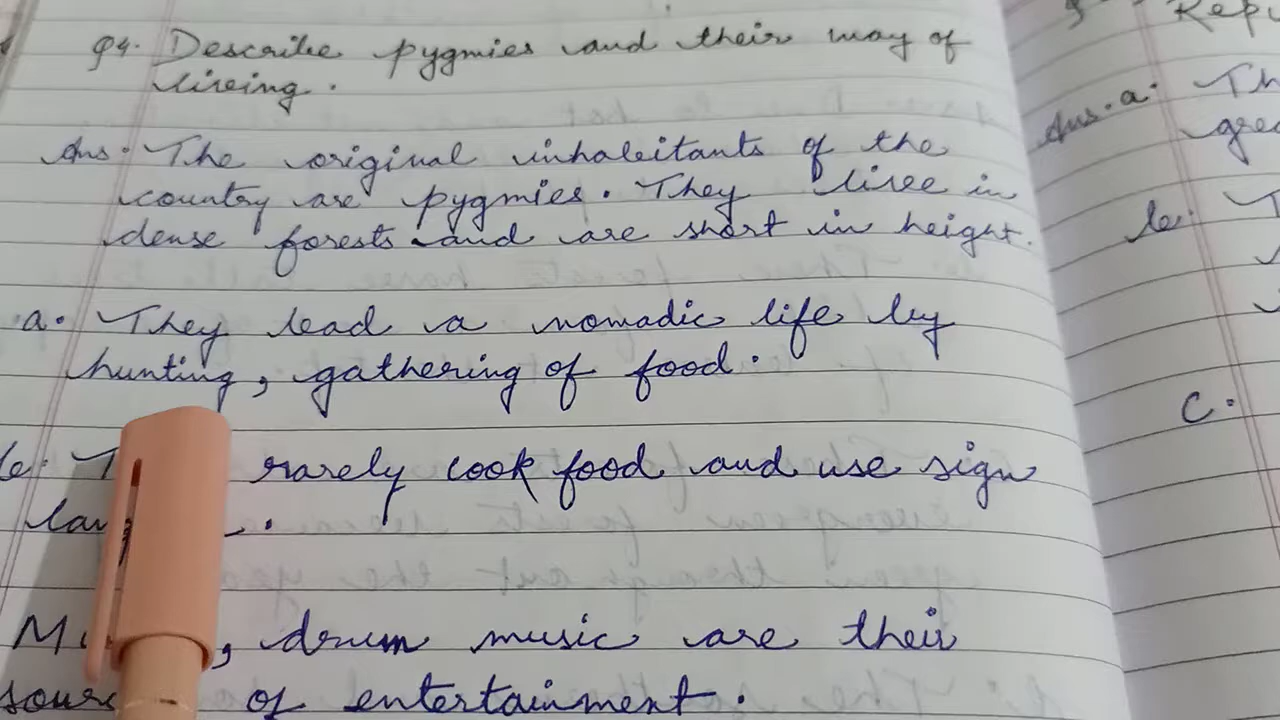 Q4. Describe pygmies and their way of
living.
Ans. The original inhabitants of the
country are pygmies. They live in
dense forests and are short in height.
a. They lead a nomadic life by
hunting, gathering of food.
b. rarely cook food and use sign
, drum music are their
of entertainment.
Ans. a.
b.
c.